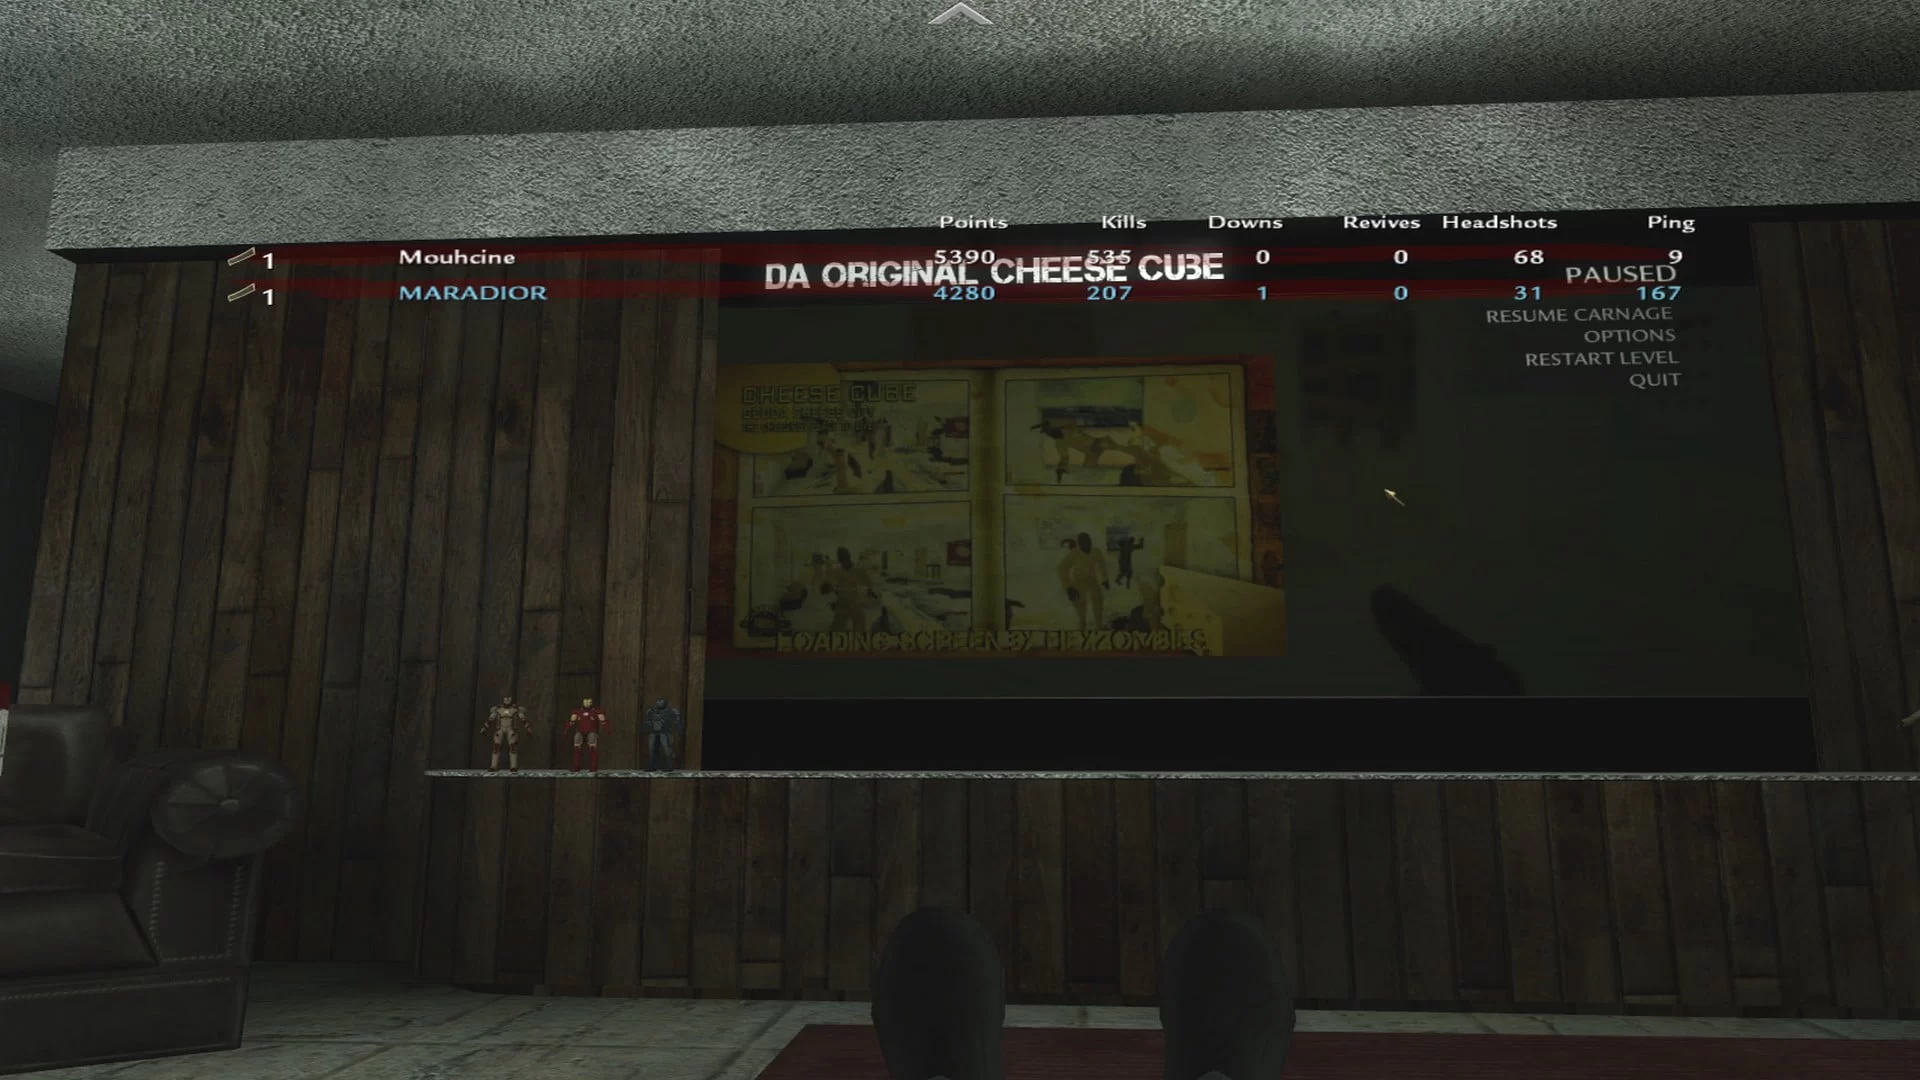 Points Kills Downs Revives Headshots Ping
1 Mouhcine 5390 535 0 0 68 9
DA ORIGINAL CHEESE CUBE
PAUSED
1 MARADIOR 4280 207 1 0 31 167
RESUME CARNAGE
OPTIONS
RESTART LEVEL
QUIT
CHEESE CUBE
LOADING SCREEN BY FLEXZOMBIES